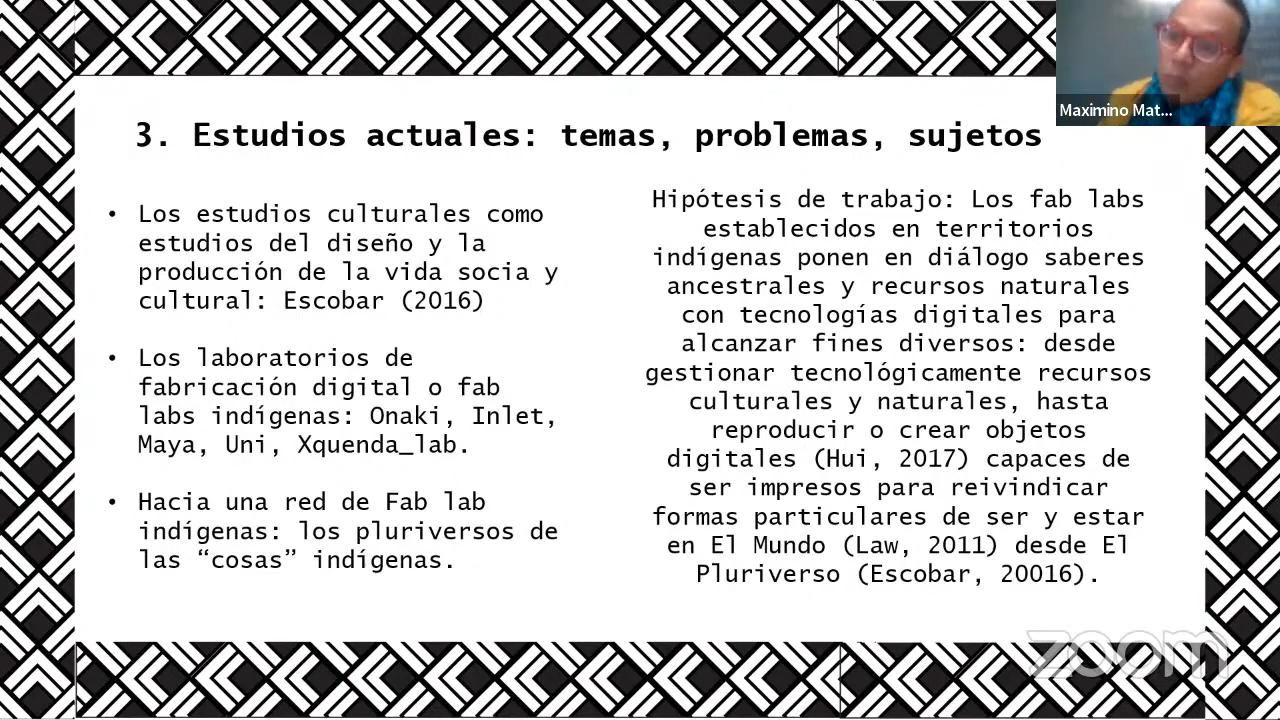 3. Estudios actuales: temas, problemas, sujetos
• Los estudios culturales como
estudios del diseño y la
producción de la vida socia y
cultural: Escobar (2016)
• Los laboratorios de
fabricación digital o fab
labs indígenas: Onaki, Inlet,
Maya, Uni, Xquenda_lab.
• Hacia una red de Fab lab
indígenas: los pluriversos de
las “cosas” indígenas.
Hipótesis de trabajo: Los fab labs
establecidos en territorios
indígenas ponen en diálogo saberes
ancestrales y recursos naturales
con tecnologías digitales para
alcanzar fines diversos: desde
gestionar tecnológicamente recursos
culturales y naturales, hasta
reproducir o crear objetos
digitales (Hui, 2017) capaces de
ser impresos para reivindicar
formas particulares de ser y estar
en El Mundo (Law, 2011) desde El
Pluriverso (Escobar, 20016).
Maximino Mat...
zoom